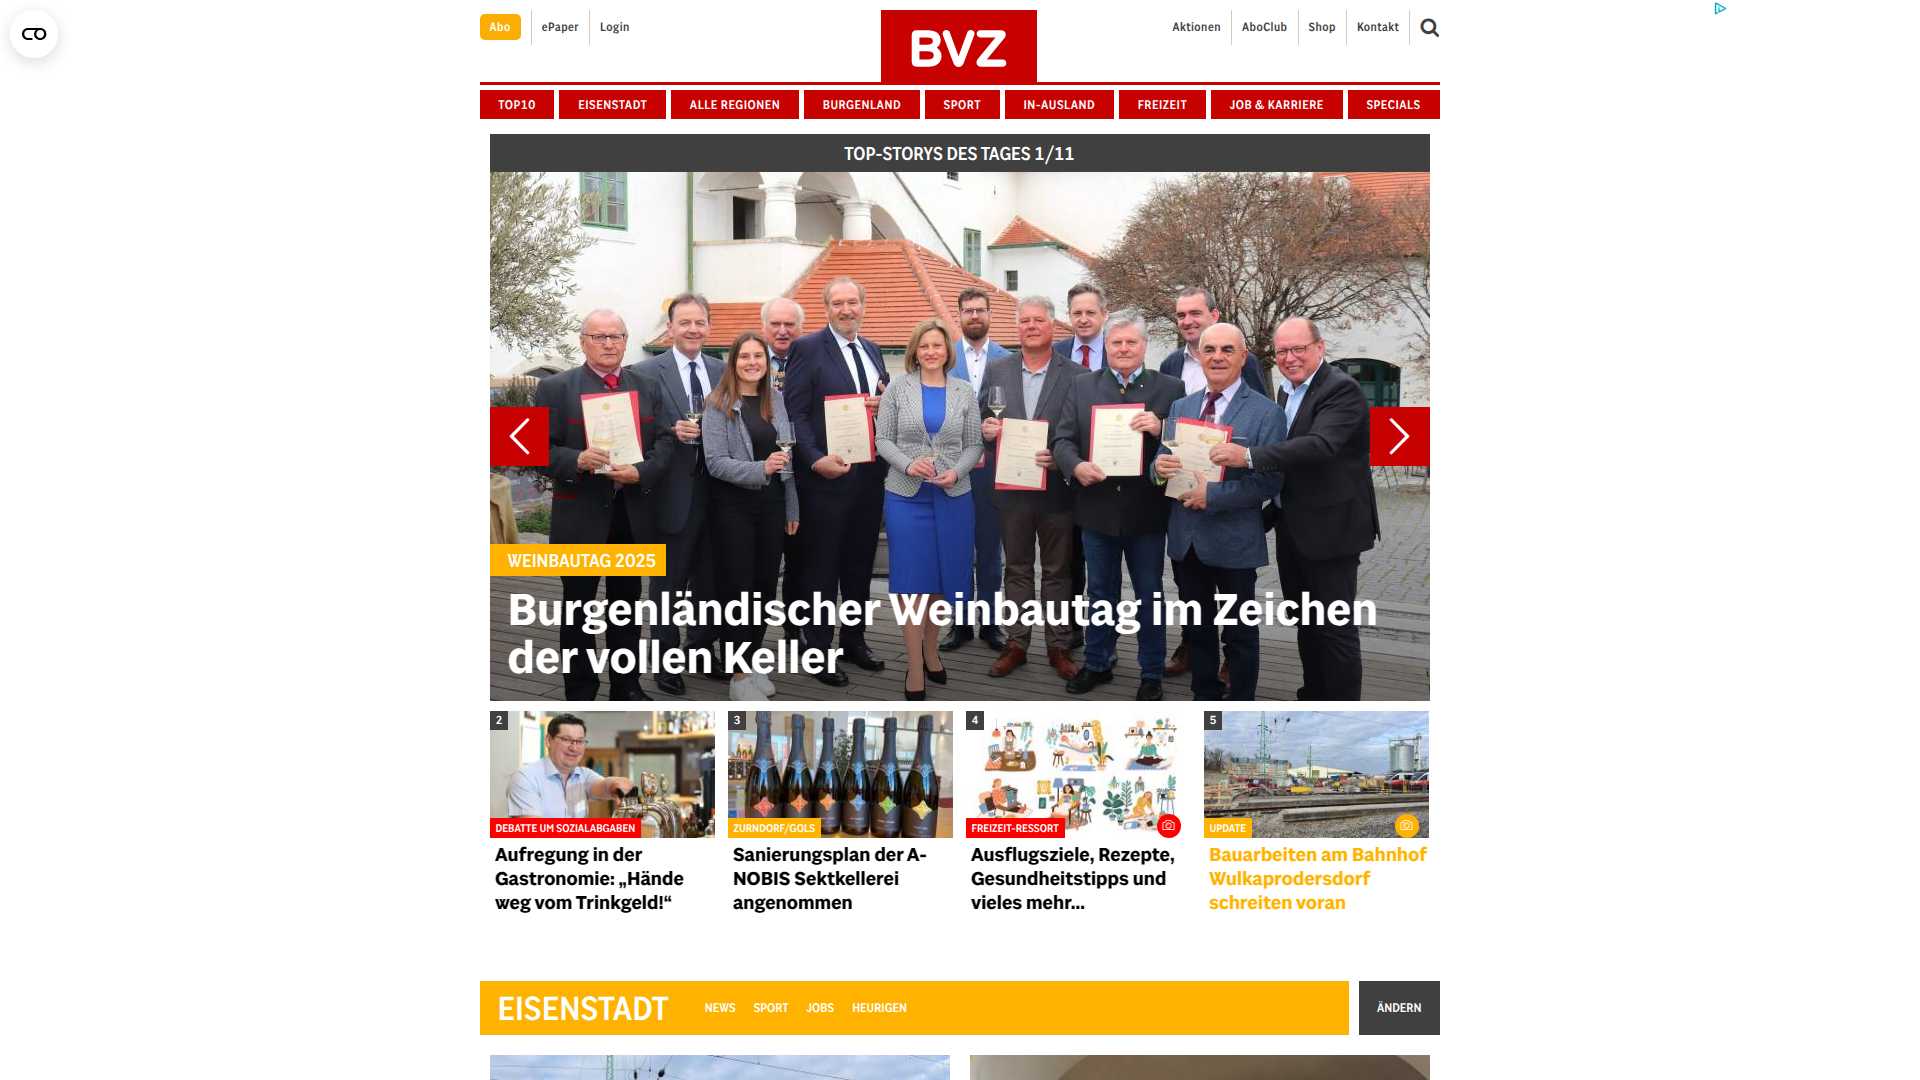 Abo
ePaper
Login
BVZ
Aktionen
AboClub
Shop
Kontakt
TOP10
EISENSTADT
ALLE REGIONEN
BURGENLAND
SPORT
IN-AUSLAND
FREIZEIT
JOB & KARRIERE
SPECIALS
TOP-STORYS DES TAGES 1/11
WEINBAUTAG 2025
Burgenländischer Weinbautag im Zeichen
der vollen Keller
2
DEBATTE UM SOZIALABGABEN
Aufregung in der
Gastronomie: „Hände
weg vom Trinkgeld!“
3
ZURNDORF/GOLS
Sanierungsplan der A-
NOBIS Sektkellerei
angenommen
4
FREIZEIT-RESSORT
Ausflugsziele, Rezepte,
Gesundheitstipps und
vieles mehr...
5
UPDATE
Bauarbeiten am Bahnhof
Wulkaprodersdorf
schreiten voran
EISENSTADT
NEWS
SPORT
JOBS
HEURIGEN
ÄNDERN